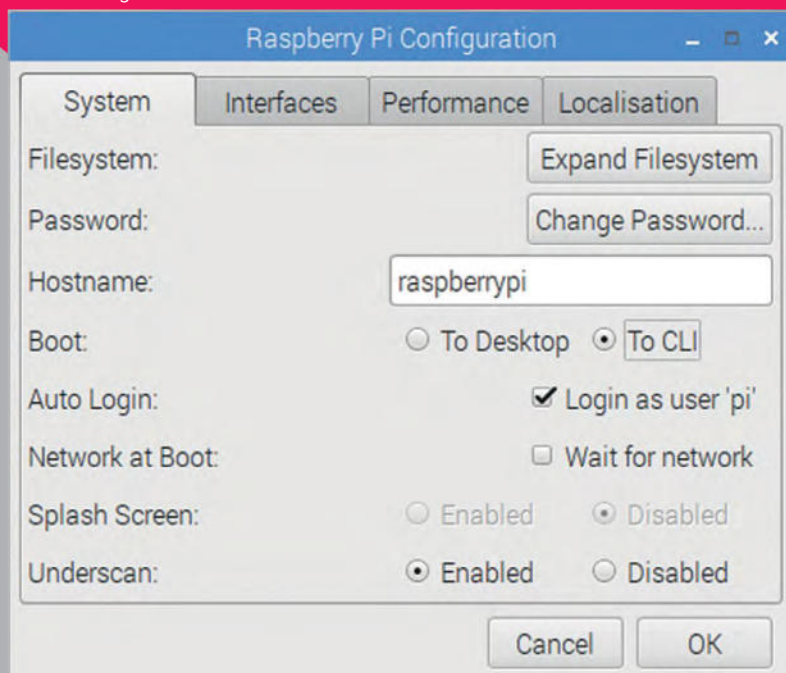 Raspberry Pi Configuration
System Interfaces Performance Localisation
Filesystem: Expand Filesystem
Password: Change Password...
Hostname: raspberrypi
Boot: To Desktop To CLI
Auto Login: Login as user 'pi'
Network at Boot: Wait for network
Splash Screen: Enabled Disabled
Underscan: Enabled Disabled
Cancel OK